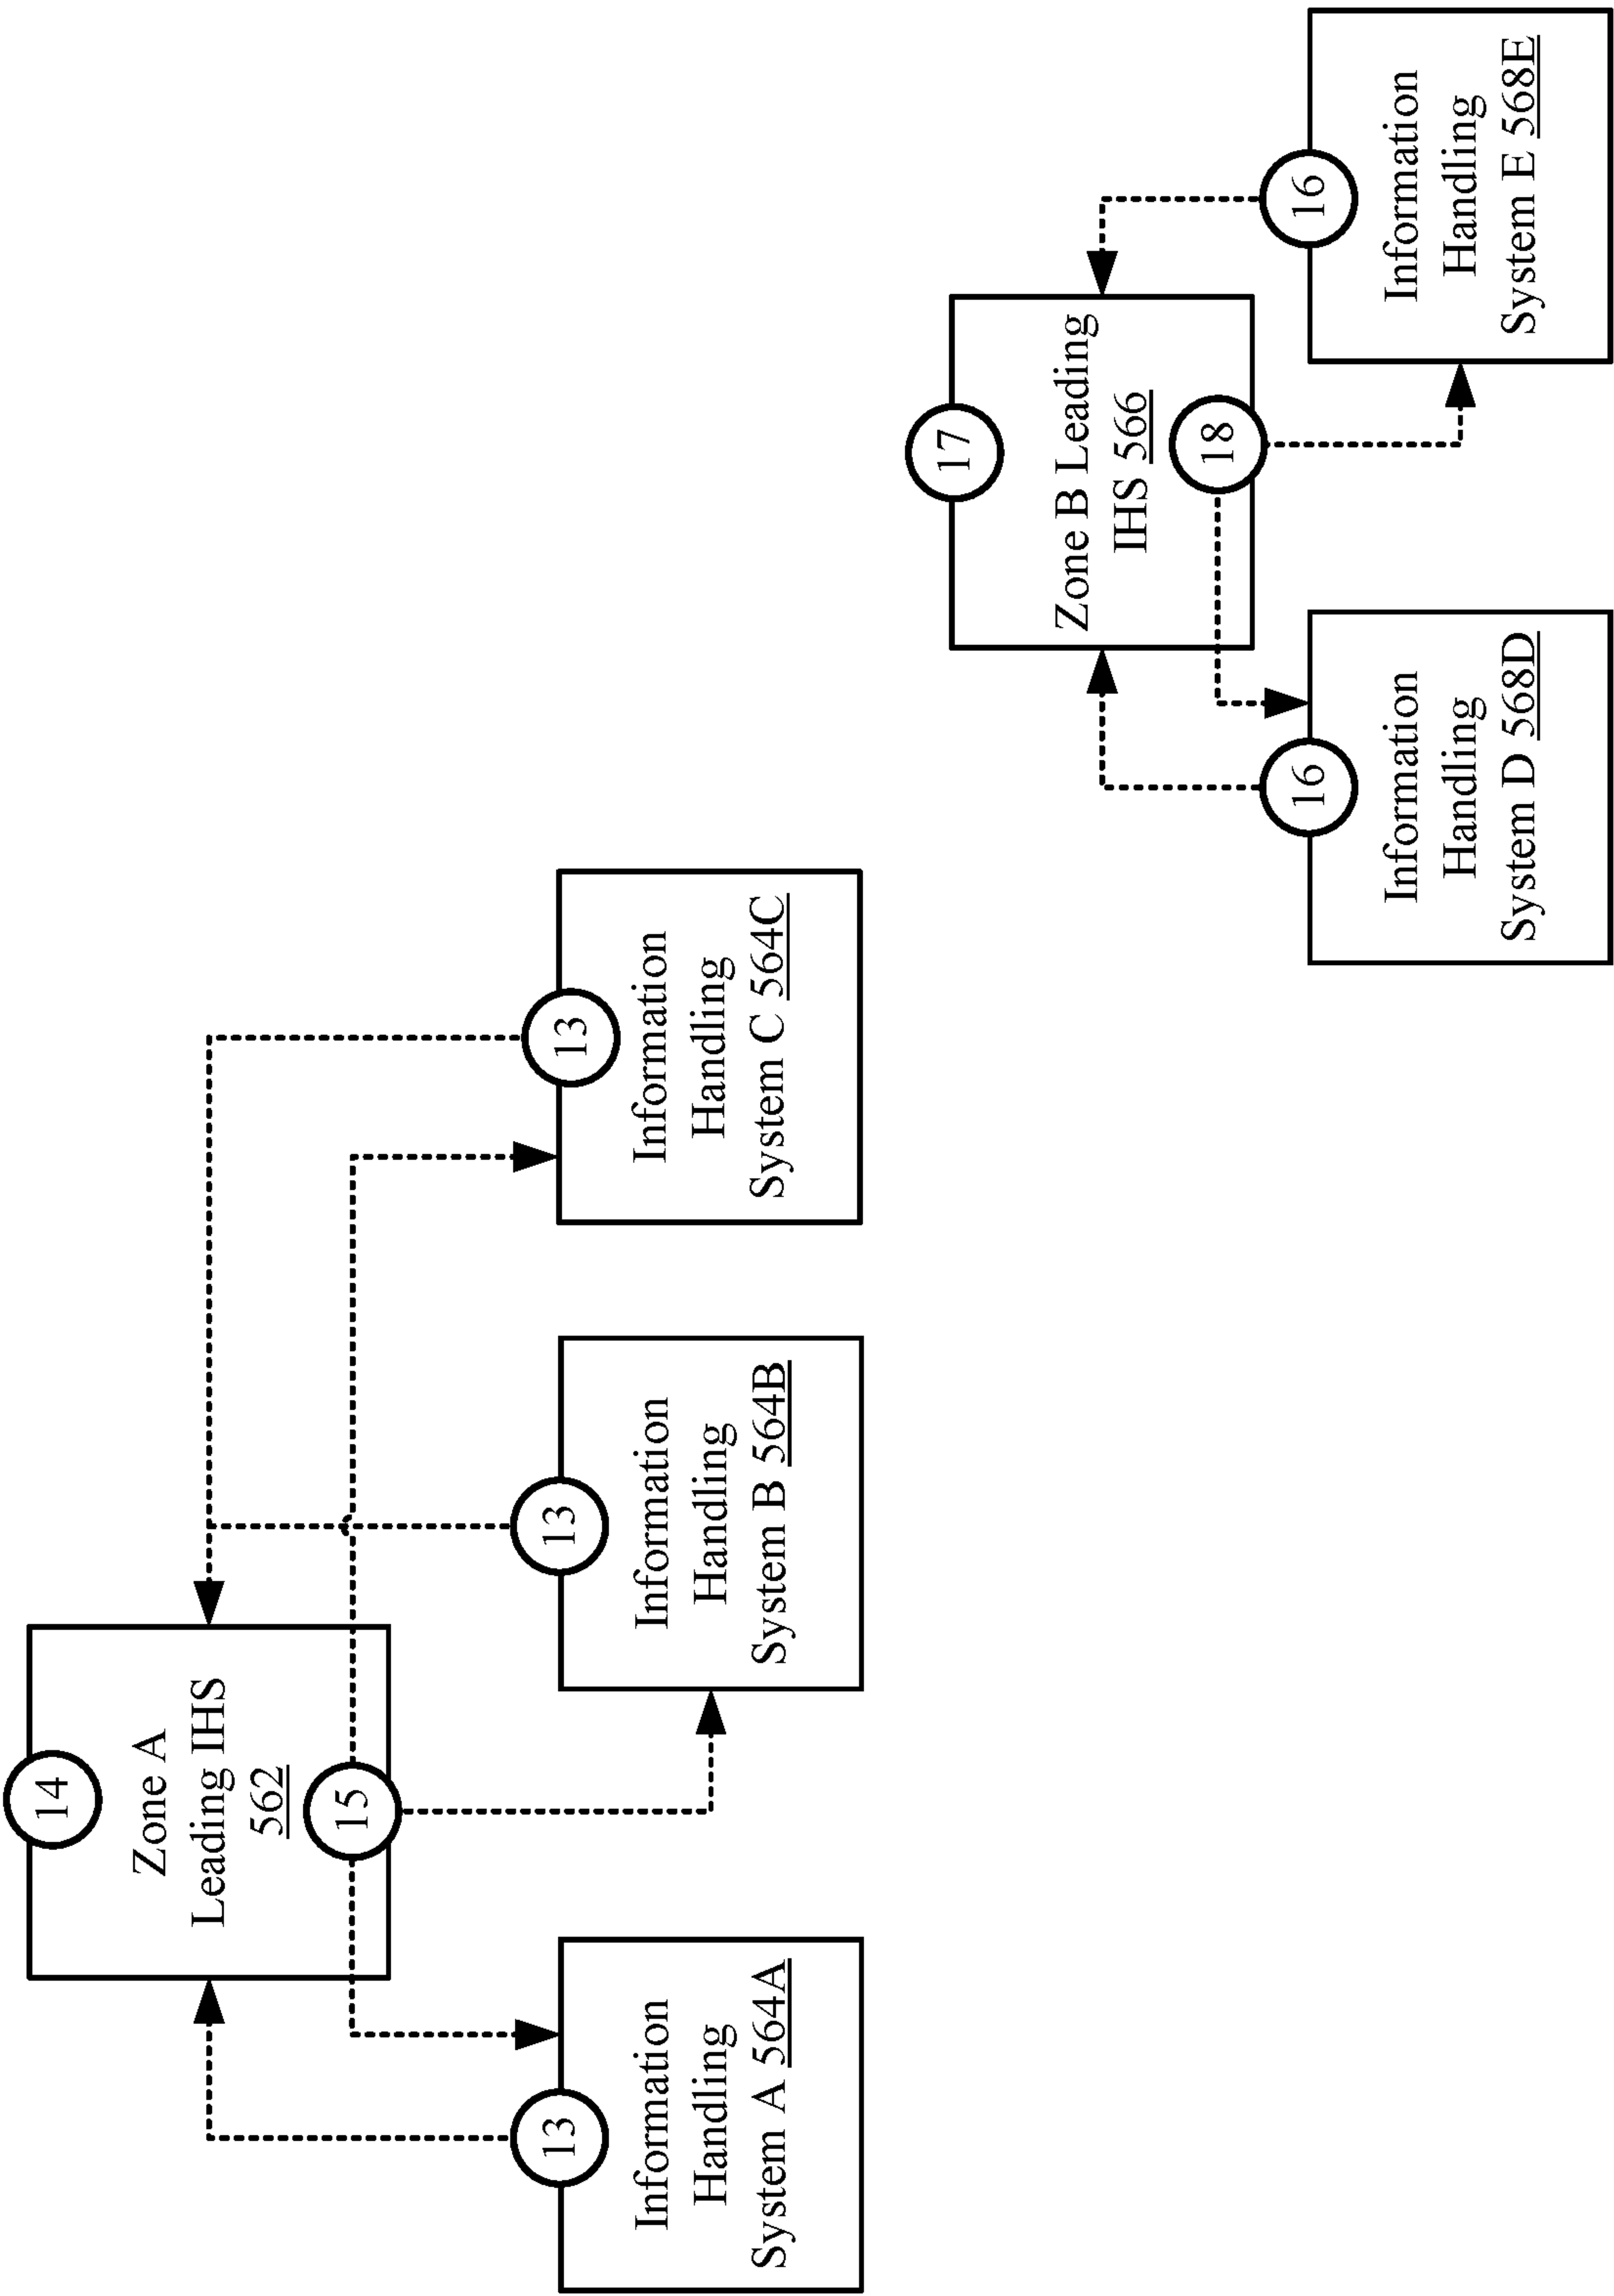 14
Zone A
Leading IHS
562
15
13
Information
Handling
System A 564A
13
Information
Handling
System B 564B
13
Information
Handling
System C 564C
17
Zone B Leading
IHS 566
18
16
Information
Handling
System D 568D
16
Information
Handling
System E 568E